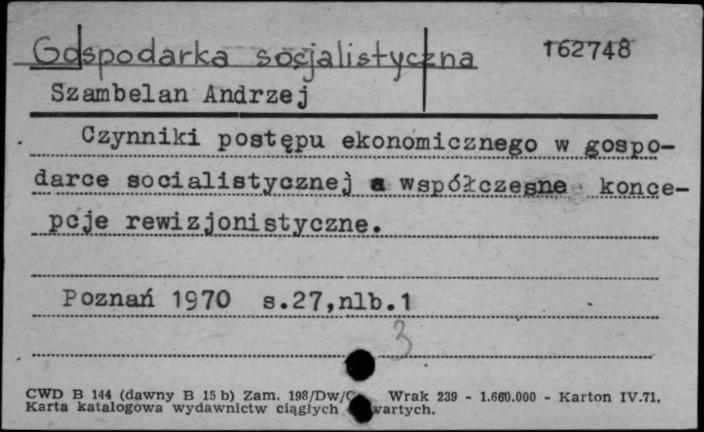 Gospodarka socjalistyczna 162748
Szambelan Andrzej
Czynniki postępu ekonomicznego w gospo-
darce socialistycznej a współczesne konce-
pcje rewizjonistyczne.
Poznań 1970 s.27,nlb.1
3
CWD B 144 (dawny B 15 b) Zam. 198/Dw/ Wrak 239 - 1.660.000 - Karton IV.71.
Karta katalogowa wydawnictw ciągłych